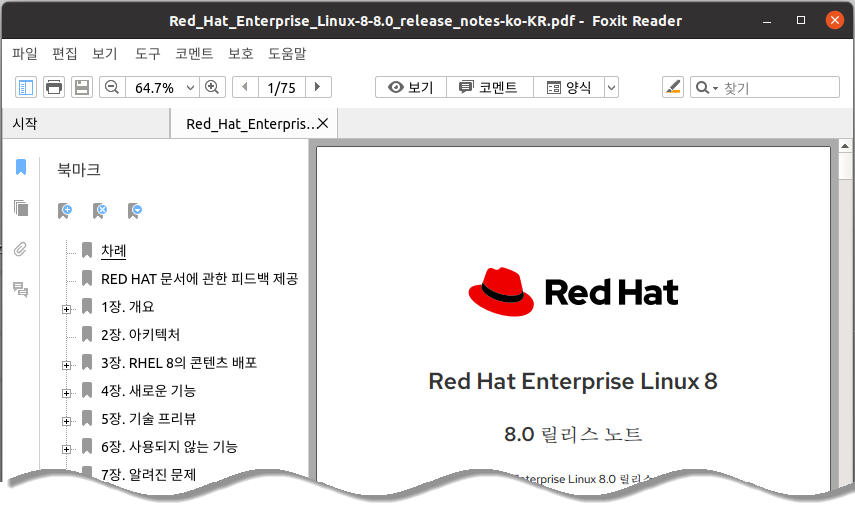 Red_Hat_Enterprise_Linux-8-8.0_release_notes-ko-KR.pdf - Foxit Reader
파일 편집 보기 도구 코멘트 보호 도움말
64.7% 1/75 보기 코멘트 양식 찾기
시작 Red_Hat_Enterpris..
북마크
차례
RED HAT 문서에 관한 피드백 제공
1장. 개요
2장. 아키텍처
3장. RHEL 8의 콘텐츠 배포
4장. 새로운 기능
5장. 기술 프리뷰
6장. 사용되지 않는 기능
7장. 알려진 문제
Red Hat
Red Hat Enterprise Linux 8
8.0 릴리스 노트
Enterprise Linux 8.0 릴리스